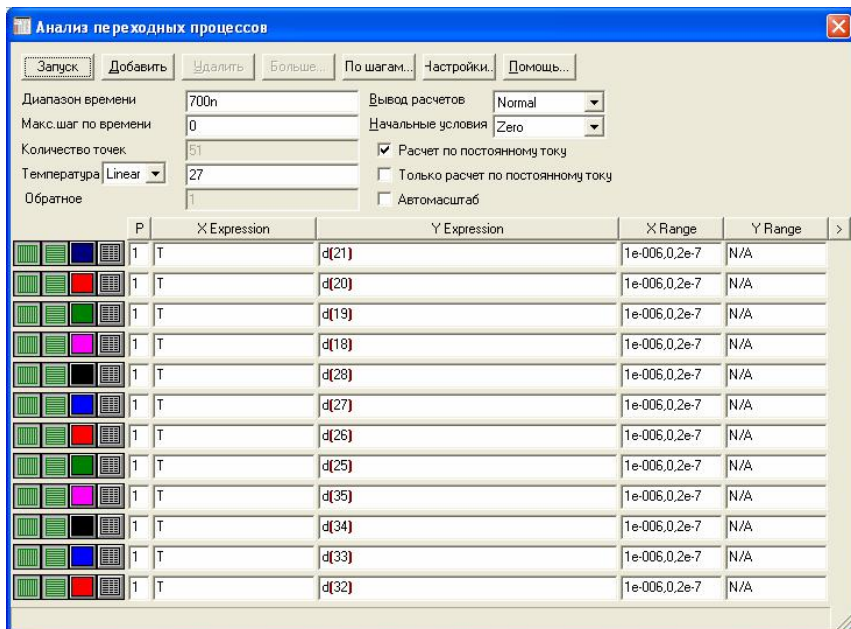 Анализ переходных процессов
Запуск Добавить Удалить Больше... По шагам... Настройки.. Помощь...
Диапазон времени 700n Вывод расчетов Normal
Макс.шаг по времени 0 Начальные условия Zero
Количество точек 51 Расчет по постоянному току
Температура Linear 27 Только расчет по постоянному току
Обратное 1 Автомасштаб
P X Expression Y Expression X Range Y Range >
1 T d(21) 1e-006,0,2e-7 N/A
1 T d(20) 1e-006,0,2e-7 N/A
1 T d(19) 1e-006,0,2e-7 N/A
1 T d(18) 1e-006,0,2e-7 N/A
1 T d(28) 1e-006,0,2e-7 N/A
1 T d(27) 1e-006,0,2e-7 N/A
1 T d(26) 1e-006,0,2e-7 N/A
1 T d(25) 1e-006,0,2e-7 N/A
1 T d(35) 1e-006,0,2e-7 N/A
1 T d(34) 1e-006,0,2e-7 N/A
1 T d(33) 1e-006,0,2e-7 N/A
1 T d(32) 1e-006,0,2e-7 N/A